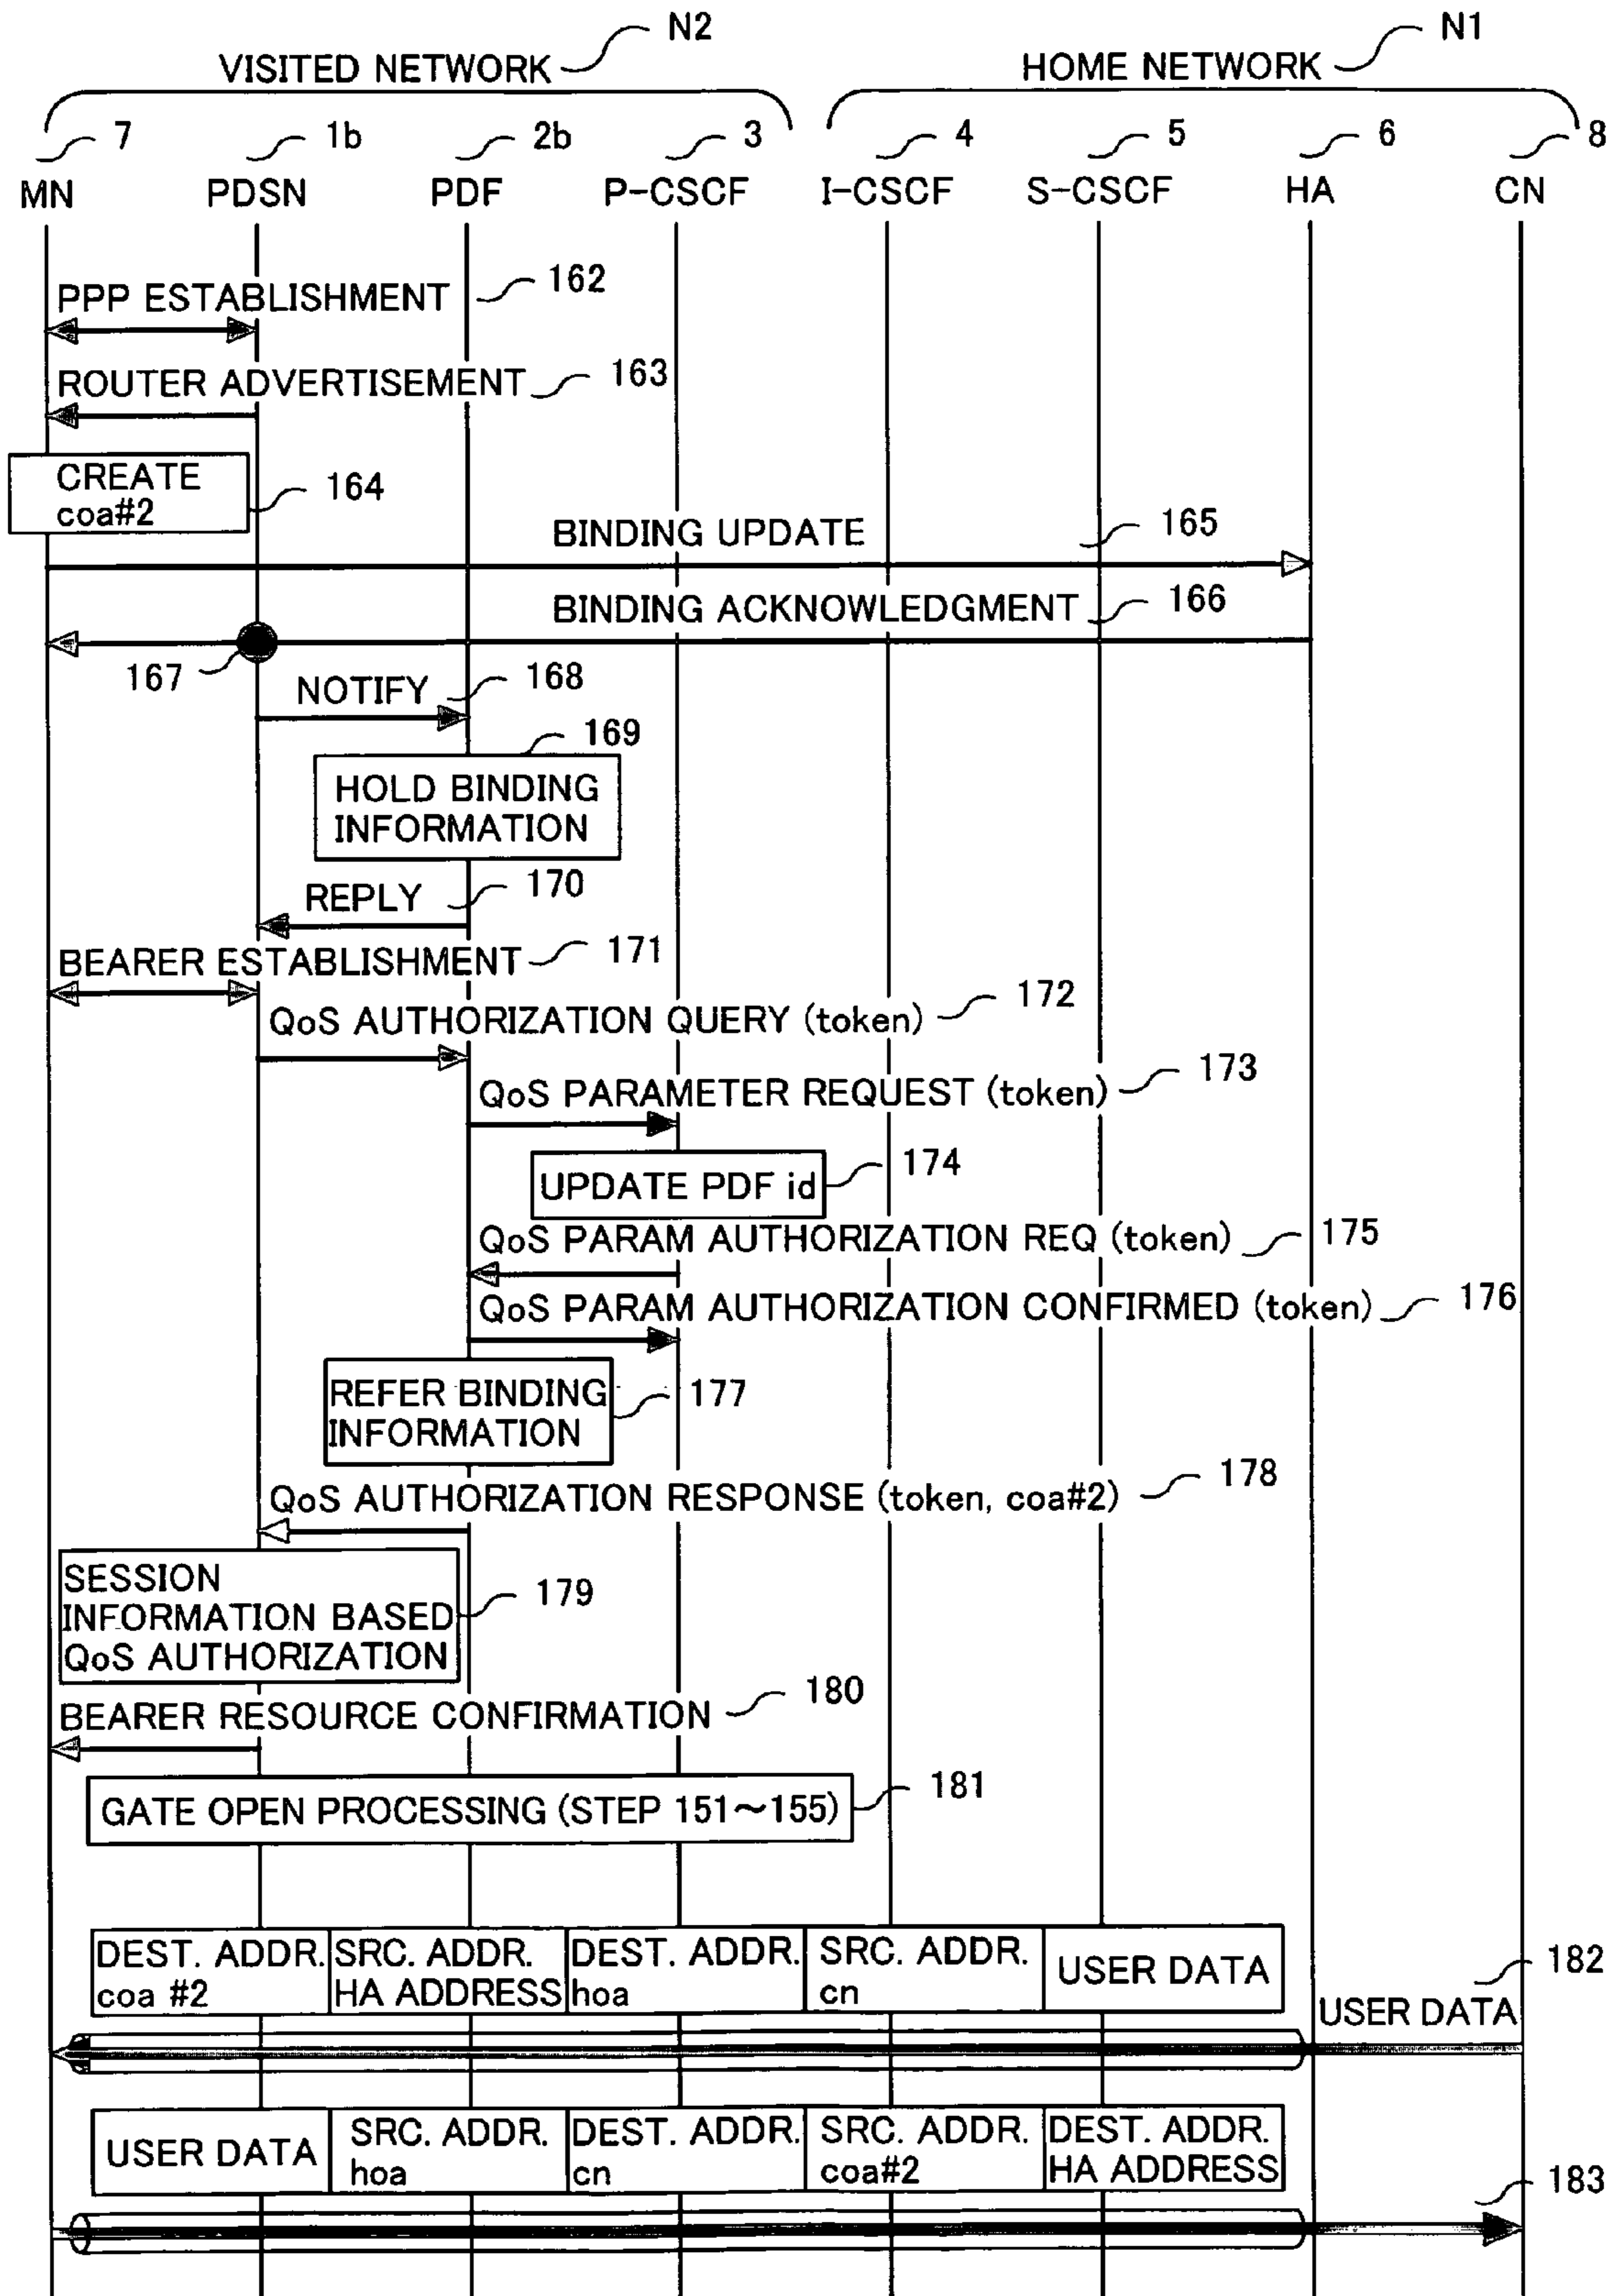 N2
N1
VISITED NETWORK
HOME NETWORK
7
1b
2b
3
4
5
6
8
MN
PDSN
PDF
P-CSCF
I-CSCF
S-CSCF
HA
CN
PPP ESTABLISHMENT
162
ROUTER ADVERTISEMENT
163
CREATE
coa#2
164
BINDING UPDATE
165
BINDING ACKNOWLEDGMENT
166
167
NOTIFY
168
169
HOLD BINDING
INFORMATION
REPLY
170
BEARER ESTABLISHMENT
171
QoS AUTHORIZATION QUERY (token)
172
QoS PARAMETER REQUEST (token)
173
UPDATE PDF id
174
QoS PARAM AUTHORIZATION REQ (token)
175
QoS PARAM AUTHORIZATION CONFIRMED (token)
176
REFER BINDING
INFORMATION
177
QoS AUTHORIZATION RESPONSE (token, coa#2)
178
SESSION
INFORMATION BASED
QoS AUTHORIZATION
179
BEARER RESOURCE CONFIRMATION
180
GATE OPEN PROCESSING (STEP 151～155)
181
DEST. ADDR.
coa #2
SRC. ADDR.
HA ADDRESS
DEST. ADDR.
hoa
SRC. ADDR.
cn
USER DATA
182
USER DATA
USER DATA
SRC. ADDR.
hoa
DEST. ADDR.
cn
SRC. ADDR.
coa#2
DEST. ADDR.
HA ADDRESS
183